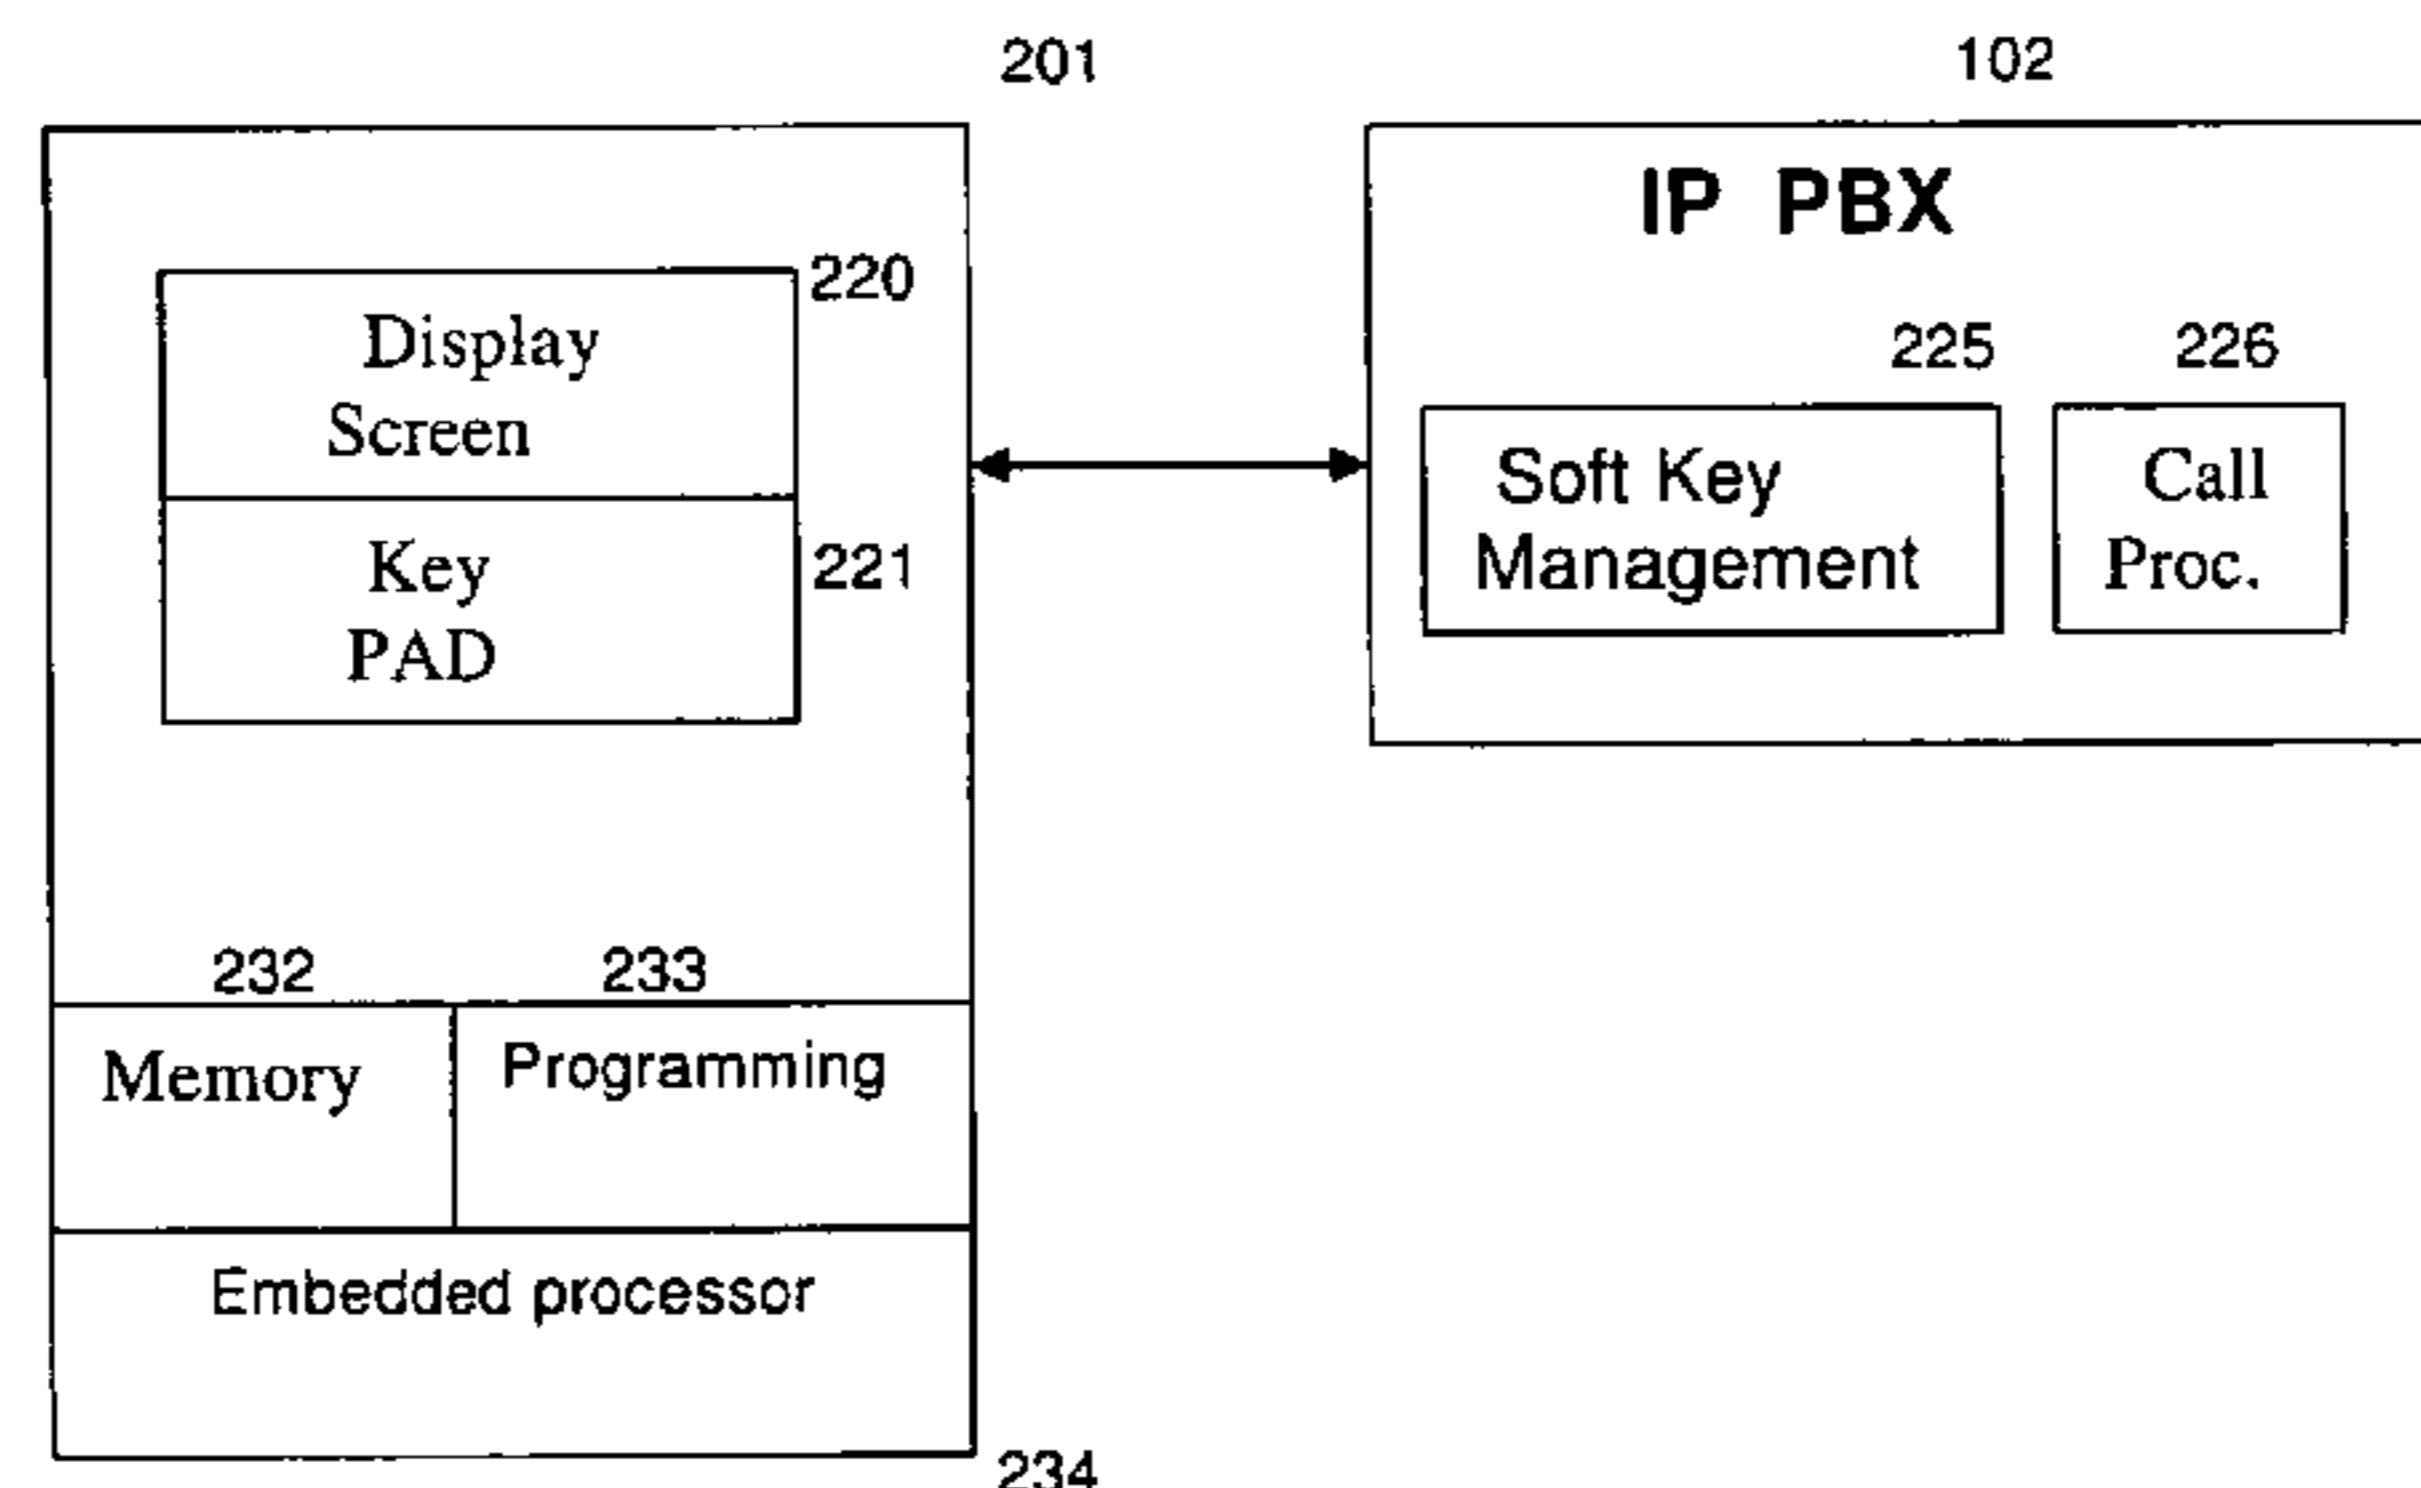 201
102
IP PBX
220
Display
Screen
225
226
Soft Key
Management
Call
Proc.
Key
PAD
221
232
233
Memory
Programming
Embedded processor
234